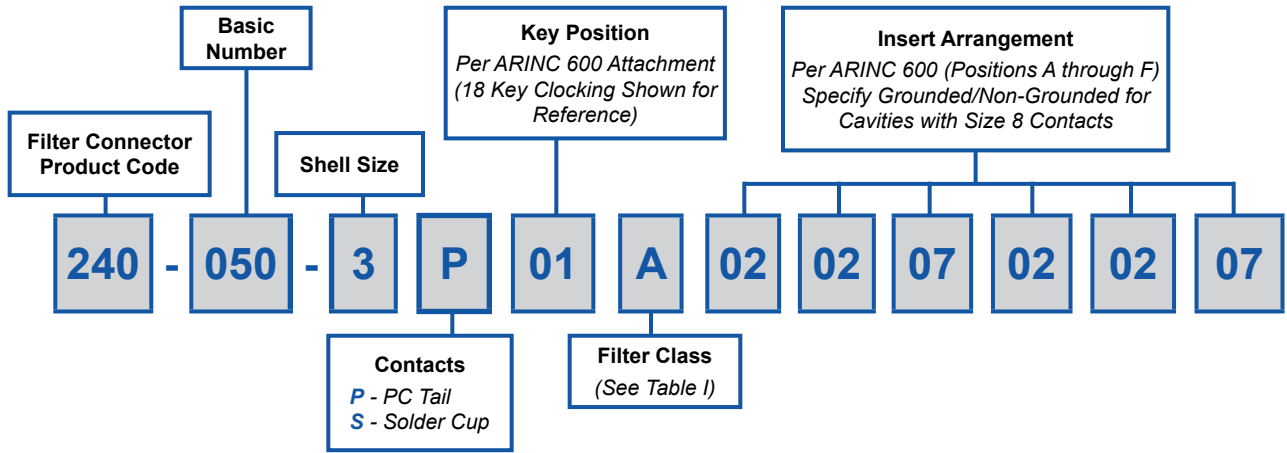 Basic
Number
Key Position
Per ARINC 600 Attachment
(18 Key Clocking Shown for
Reference)
Insert Arrangement
Per ARINC 600 (Positions A through F)
Specify Grounded/Non-Grounded for
Cavities with Size 8 Contacts
Filter Connector
Product Code
Shell Size
240 - 050 - 3 P 01 A 02 02 07 02 02 07
Contacts
P - PC Tail
S - Solder Cup
Filter Class
(See Table I)